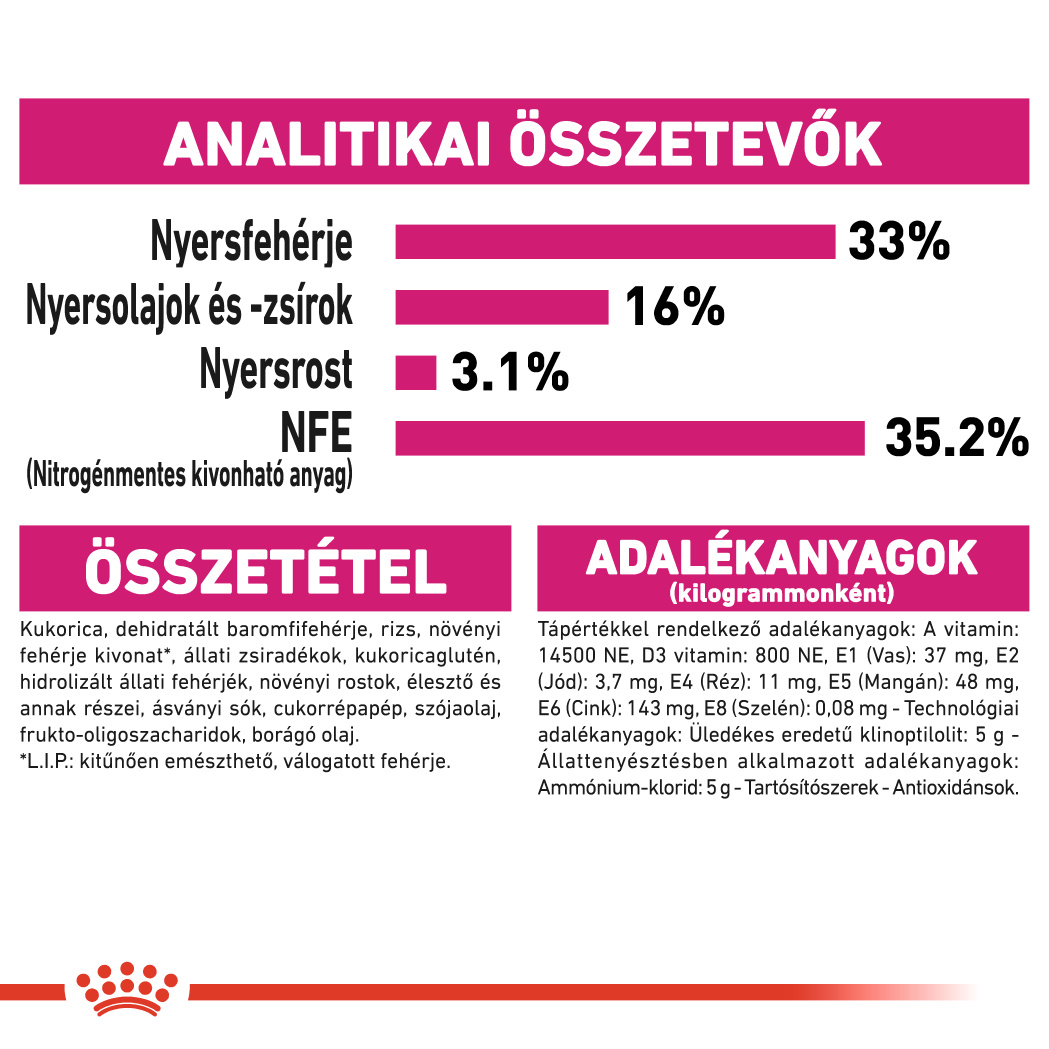 ANALITIKAI ÖSSZETEVŐK
Nyersfehérje 33%
Nyersolajok és -zsírok 16%
Nyersrost 3.1%
NFE 35.2%
(Nitrogénmentes kivonható anyag)
ÖSSZETÉTEL
Kukorica, dehidratált baromfifehérje, rizs, növényi
fehérje kivonat*, állati zsiradékok, kukoricaglutén,
hidrolizált állati fehérjék, növényi rostok, élesztő és
annak részei, ásványi sók, cukorrépapép, szójaolaj,
frukto-oligoszacharidok, borágó olaj.
*L.I.P.: kitűnően emészthető, válogatott fehérje.
ADALÉKANYAGOK
(kilogrammonként)
Tápértékkel rendelkező adalékanyagok: A vitamin:
14500 NE, D3 vitamin: 800 NE, E1 (Vas): 37 mg, E2
(Jód): 3,7 mg, E4 (Réz): 11 mg, E5 (Mangán): 48 mg,
E6 (Cink): 143 mg, E8 (Szelén): 0,08 mg - Technológiai
adalékanyagok: Üledékes eredetű klinoptilolit: 5 g -
Állattenyésztésben alkalmazott adalékanyagok:
Ammónium-klorid: 5 g - Tartósítószerek - Antioxidánsok.